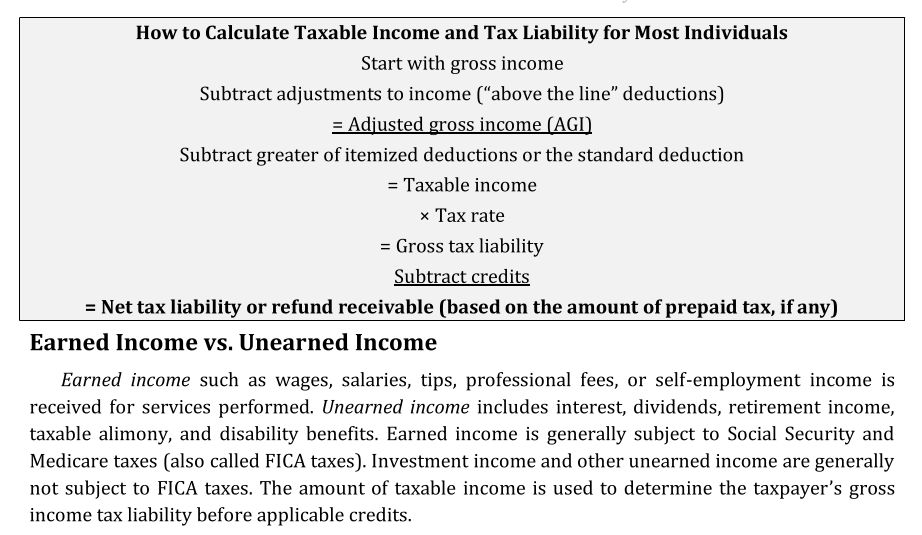 How to Calculate Taxable Income and Tax Liability for Most Individuals
Start with gross income
Subtract adjustments to income (“above the line” deductions)
= Adjusted gross income (AGI)
Subtract greater of itemized deductions or the standard deduction
= Taxable income
× Tax rate
= Gross tax liability
Subtract credits
= Net tax liability or refund receivable (based on the amount of prepaid tax, if any)
Earned Income vs. Unearned Income
Earned income such as wages, salaries, tips, professional fees, or self-employment income is
received for services performed. Unearned income includes interest, dividends, retirement income,
taxable alimony, and disability benefits. Earned income is generally subject to Social Security and
Medicare taxes (also called FICA taxes). Investment income and other unearned income are generally
not subject to FICA taxes. The amount of taxable income is used to determine the taxpayer’s gross
income tax liability before applicable credits.